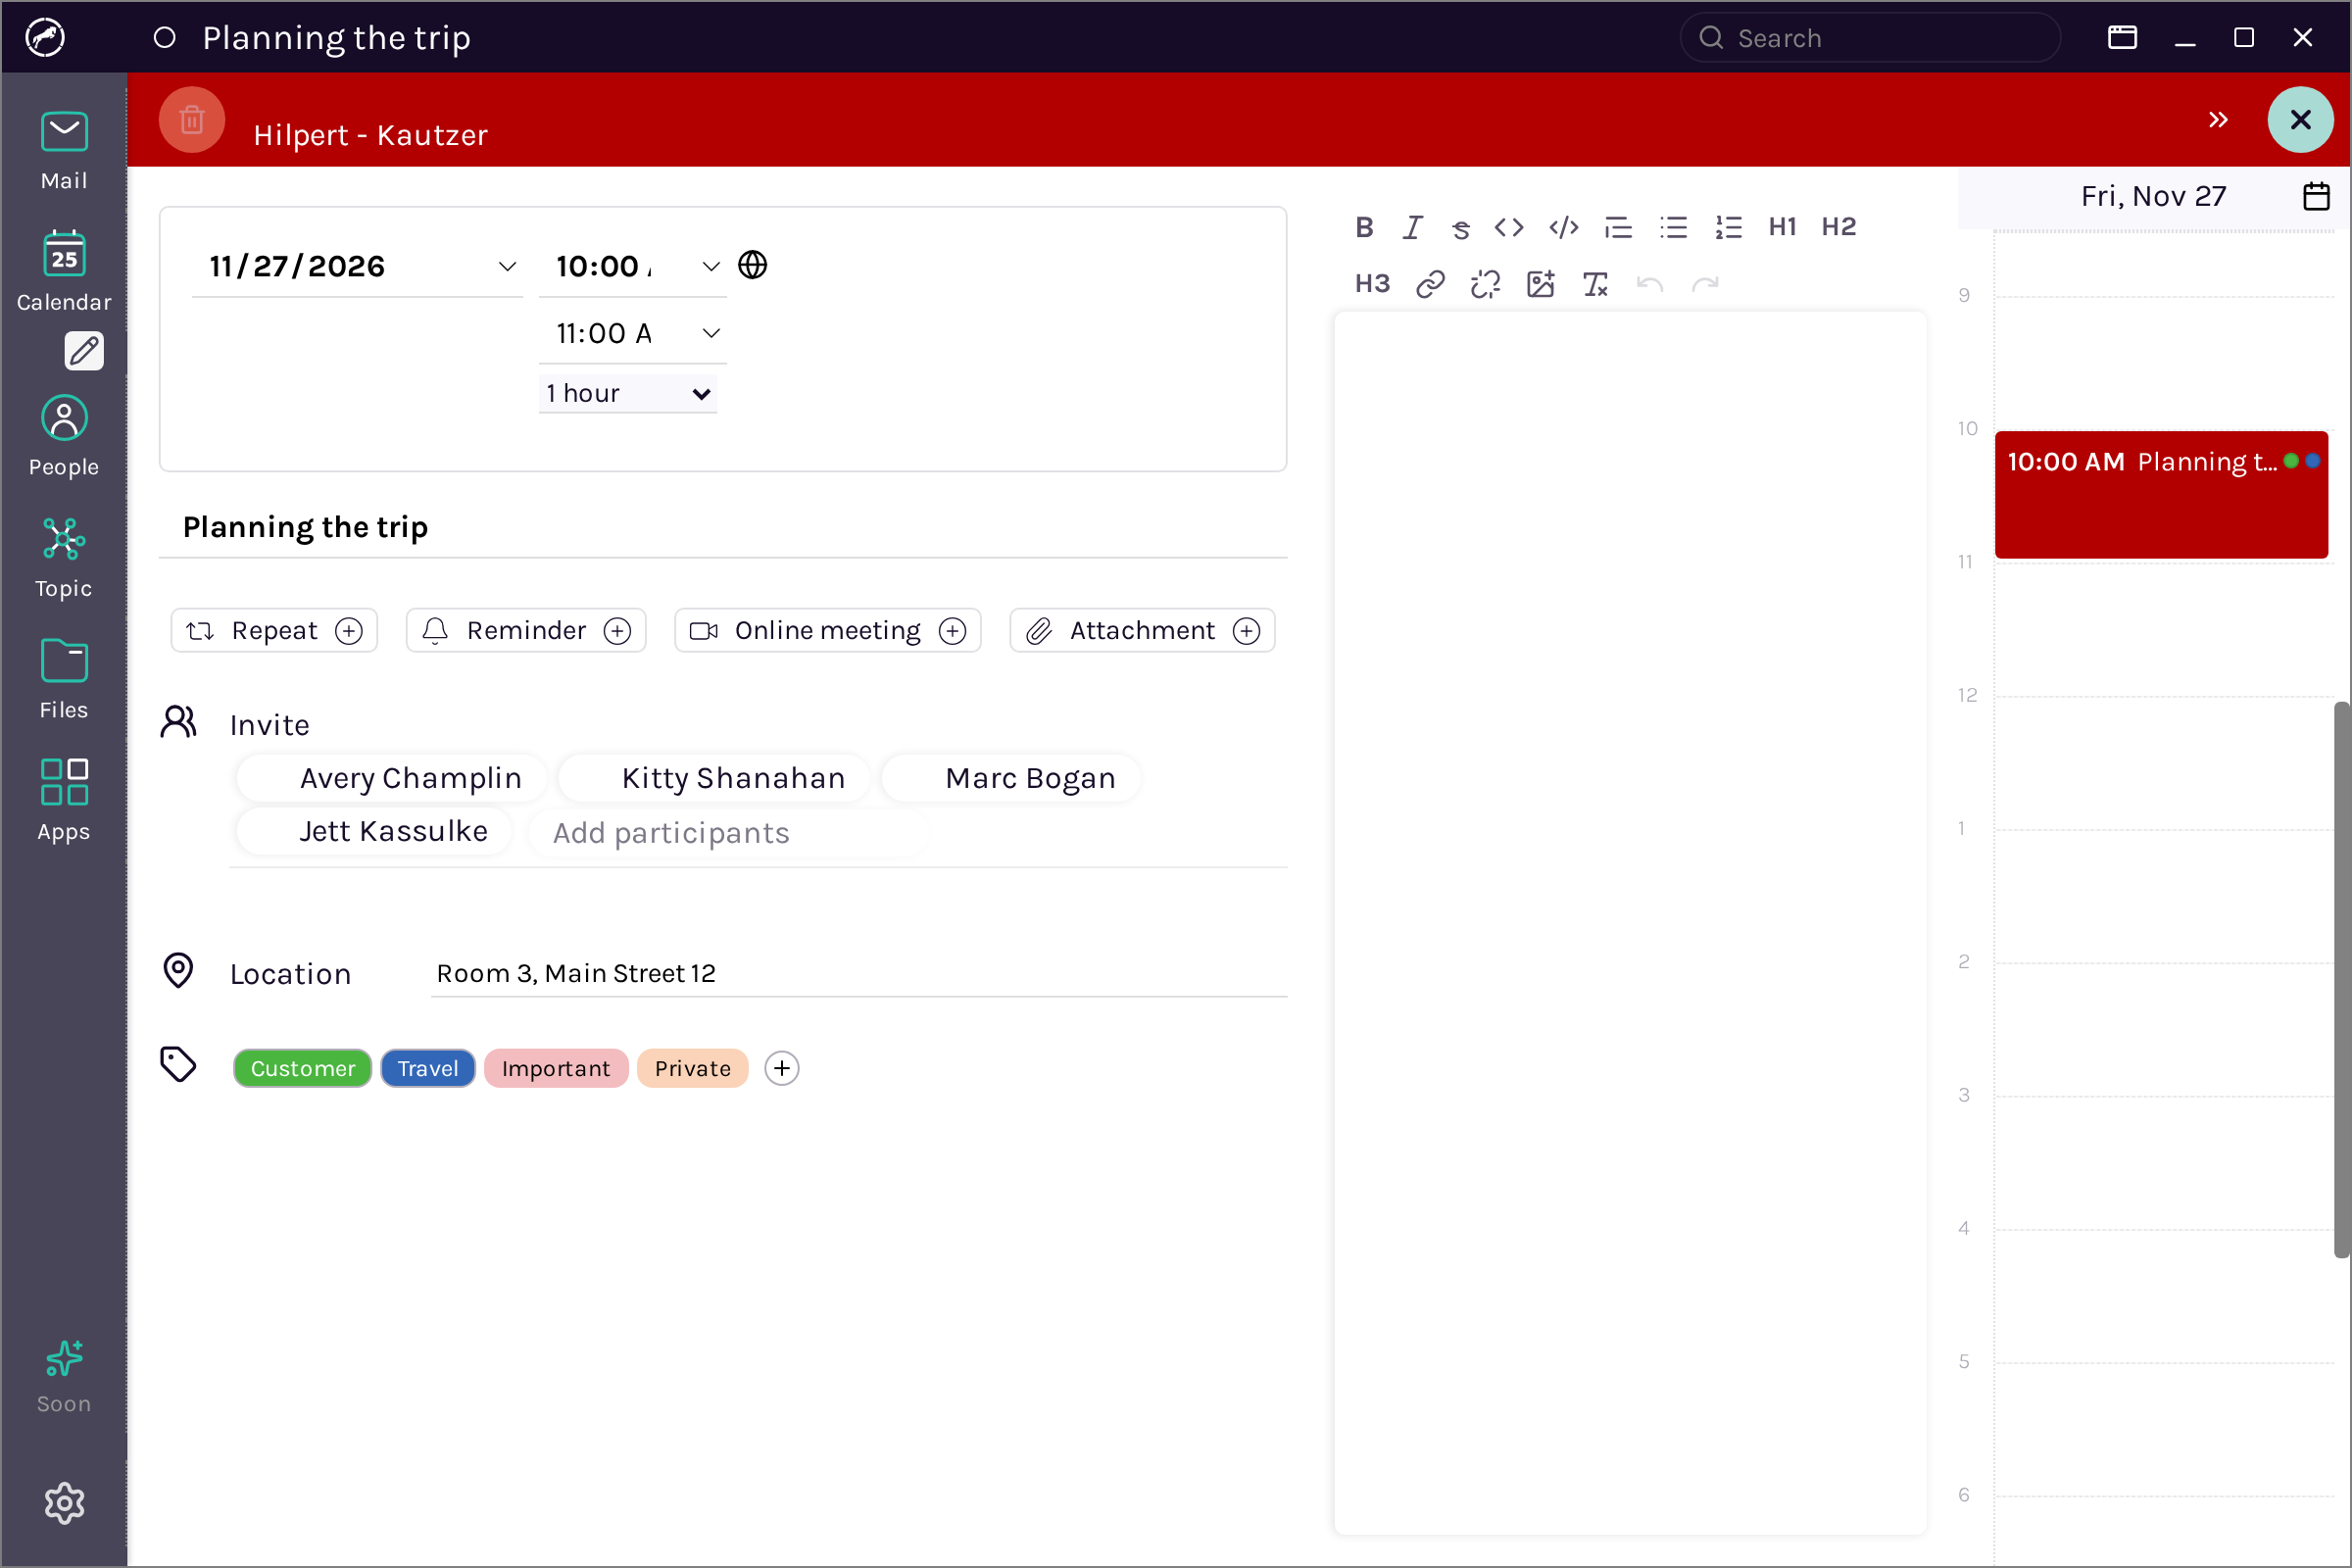 Planning the trip
Search
Hilpert - Kautzer
Mail
25
Calendar
People
Topic
Files
Apps
Soon
11/27/2026
10:00
11:00 A
1 hour
Planning the trip
Repeat
Reminder
Online meeting
Attachment
Invite
Avery Champlin
Kitty Shanahan
Marc Bogan
Jett Kassulke
Add participants
Location
Room 3, Main Street 12
Customer
Travel
Important
Private
B I S H1 H2
H3
Fri, Nov 27
9
10
10:00 AM Planning t...
11
12
1
2
3
4
5
6